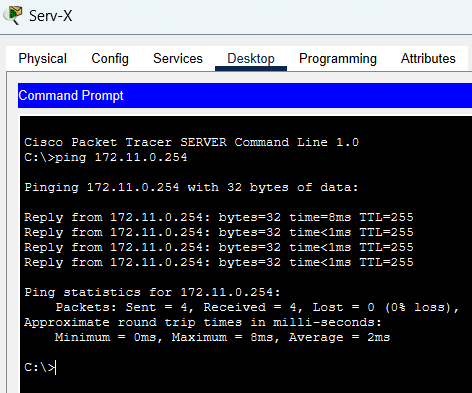 Serv-X
Physical Config Services Desktop Programming Attributes
Command Prompt
Cisco Packet Tracer SERVER Command Line 1.0
C:\>ping 172.11.0.254
Pinging 172.11.0.254 with 32 bytes of data:
Reply from 172.11.0.254: bytes=32 time=8ms TTL=255
Reply from 172.11.0.254: bytes=32 time<1ms TTL=255
Reply from 172.11.0.254: bytes=32 time<1ms TTL=255
Reply from 172.11.0.254: bytes=32 time<1ms TTL=255
Ping statistics for 172.11.0.254:
    Packets: Sent = 4, Received = 4, Lost = 0 (0% loss),
Approximate round trip times in milli-seconds:
    Minimum = 0ms, Maximum = 8ms, Average = 2ms
C:\>